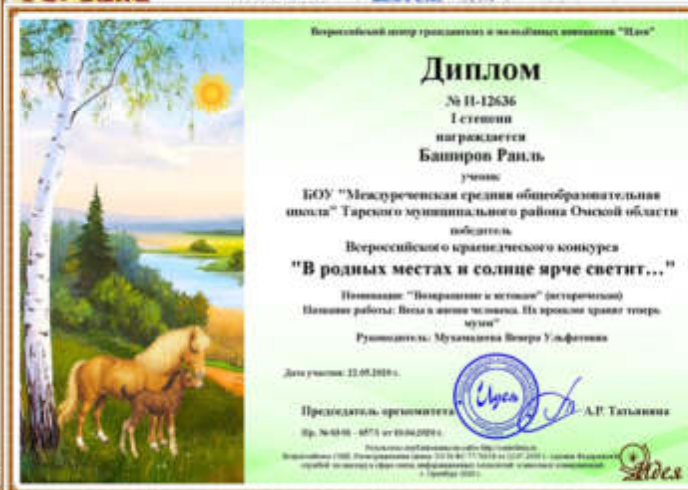 Всероссийский центр гражданских и молодёжных инициатив "Идея"
Диплом
№ П-12636
I степени
награждается
Баширов Раиль
ученик
БОУ "Междуреченская средняя общеобразовательная
школа" Тарского муниципального района Омской области
победитель
Всероссийского краеведческого конкурса
"В родных местах и солнце ярче светит…"
Номинация: "Возвращение к истокам" (историческая)
Название работы: Весы в жизни человека. Их прошлое хранит теперь
музей"
Руководитель: Мухамадеева Венера Ульфатовна
Дата участия: 22.05.2020 г.
Идея
Председатель оргкомитета
А.Р. Татьянина
Идея